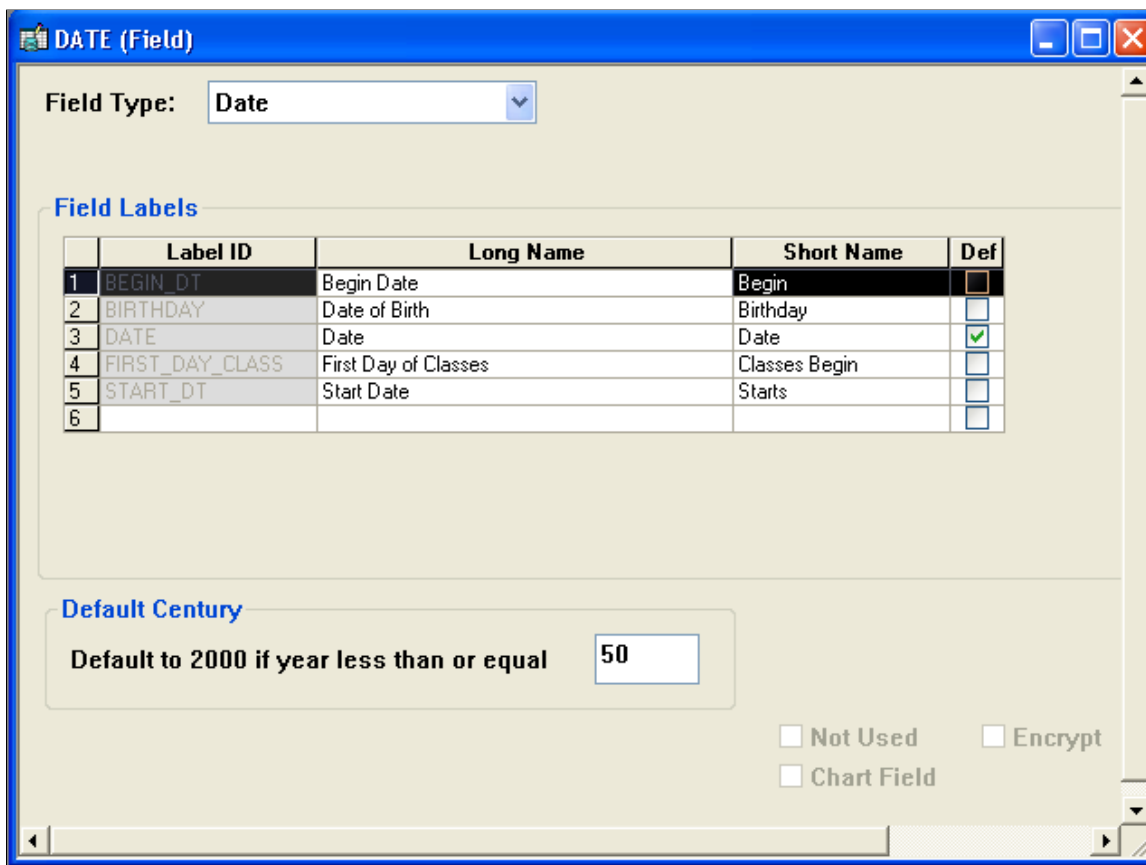 DATE (Field)
Field Type: Date
Field Labels
Label ID Long Name Short Name Def
1 BEGIN_DT Begin Date Begin
2 BIRTHDAY Date of Birth Birthday
3 DATE Date Date
4 FIRST_DAY_CLASS First Day of Classes Classes Begin
5 START_DT Start Date Starts
6
Default Century
Default to 2000 if year less than or equal 50
Not Used Encrypt
Chart Field